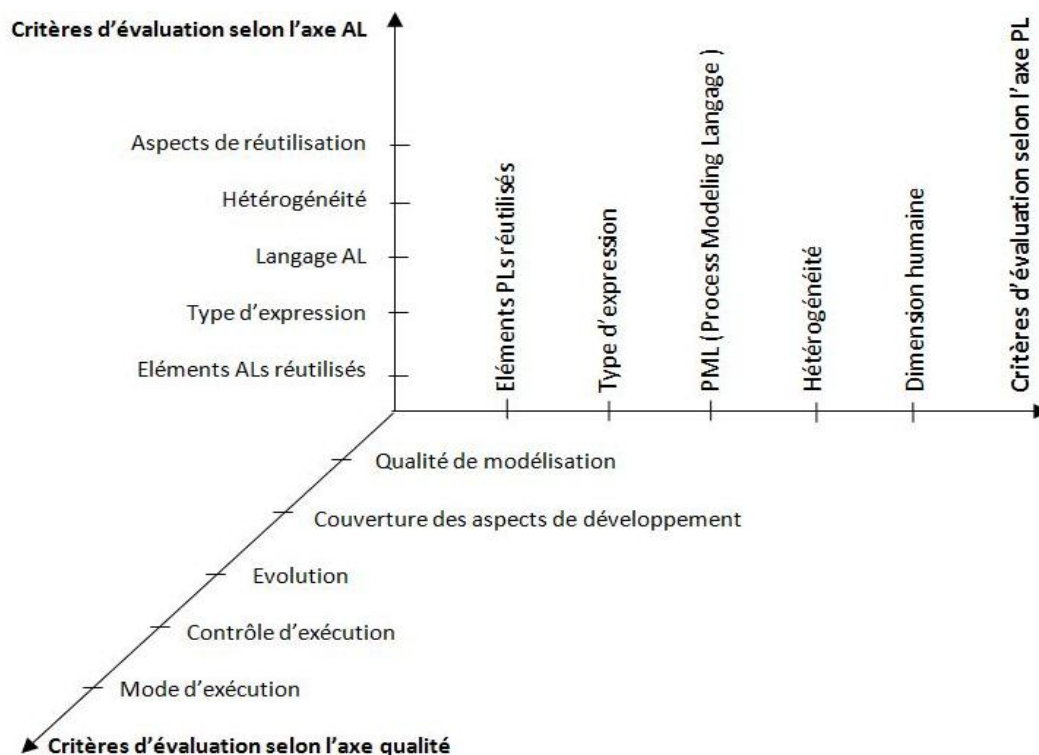 Critères d'évaluation selon l'axe AL
Aspects de réutilisation
Hétérogénéité
Langage AL
Type d'expression
Eléments ALs réutilisés
Eléments PLs réutilisés
Type d'expression
PML (Process Modeling Langage )
Hétérogénéité
Dimension humaine
Critères d'évaluation selon l'axe PL
Qualité de modélisation
Couverture des aspects de développement
Evolution
Contrôle d'exécution
Mode d'exécution
Critères d'évaluation selon l'axe qualité